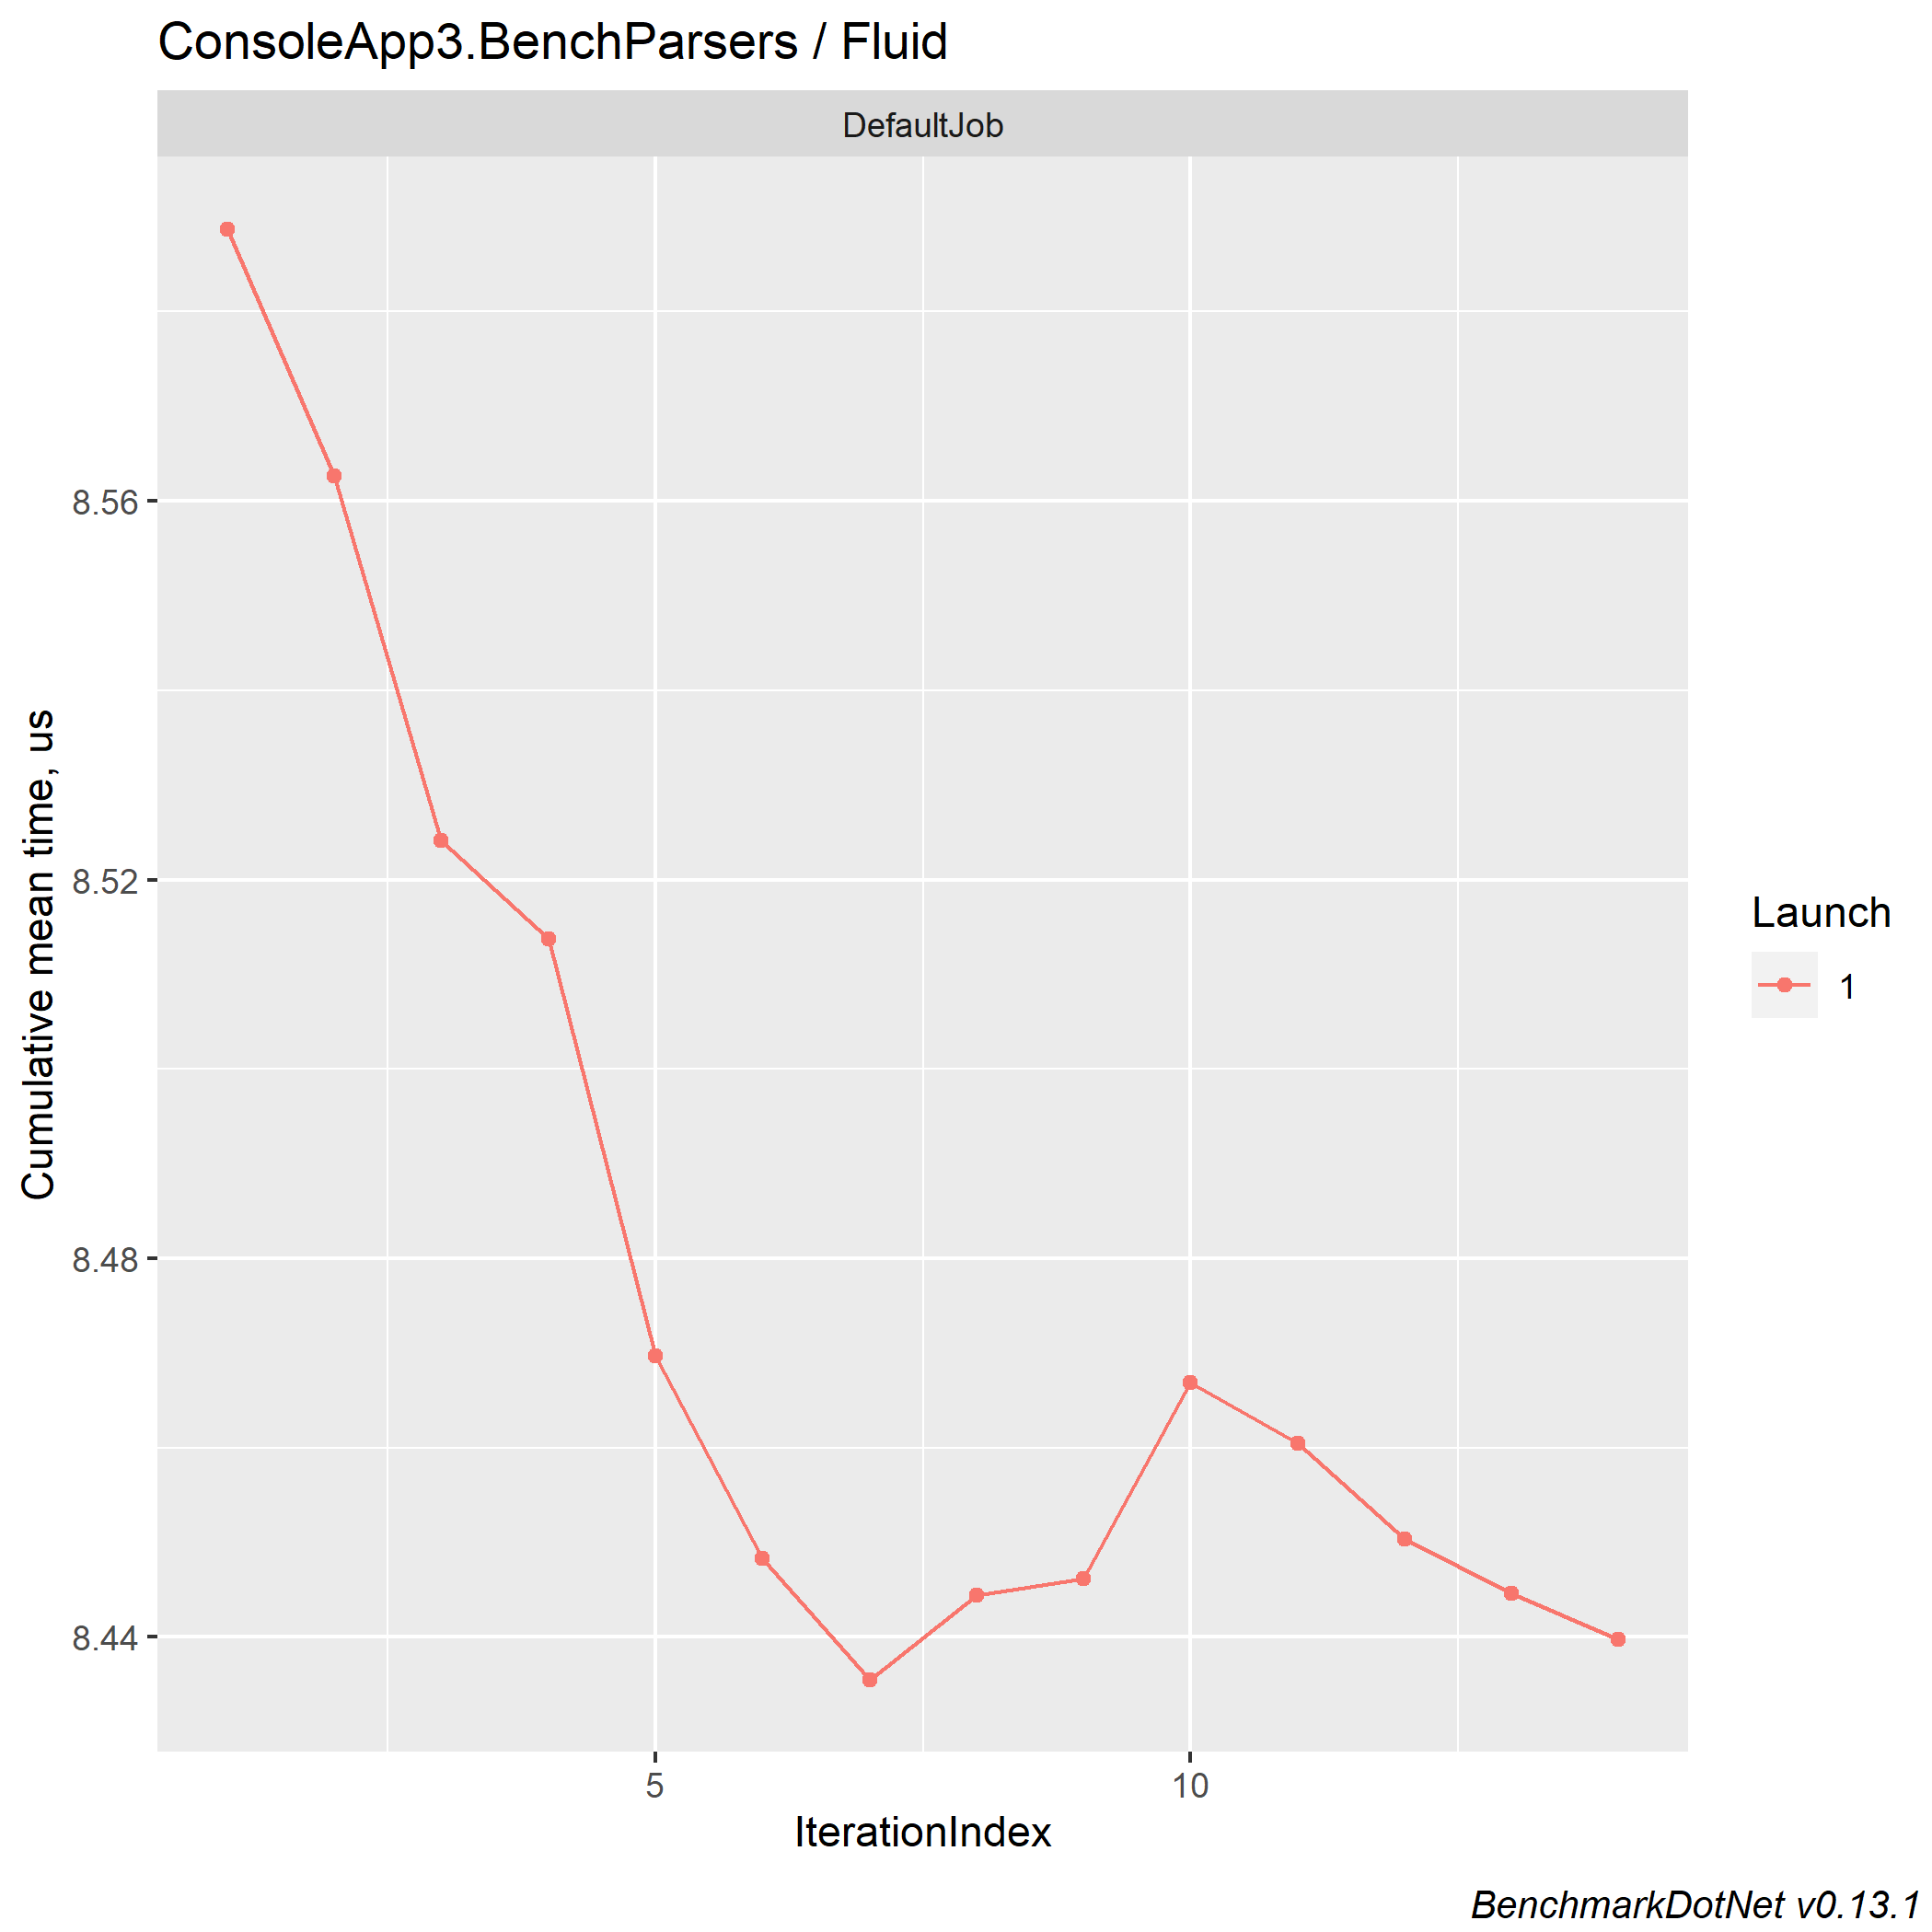 ConsoleApp3.BenchParsers / Fluid
DefaultJob
Cumulative mean time, us
8.56
8.52
8.48
8.44
5
10
IterationIndex
Launch
1
BenchmarkDotNet v0.13.1